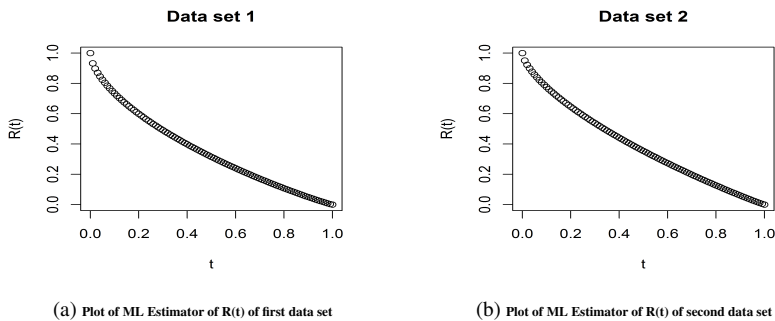 Data set 1
R(t)
1.0
0.8
0.6
0.4
0.2
0.0
0.0 0.2 0.4 0.6 0.8 1.0
t
(a) Plot of ML Estimator of R(t) of first data set
Data set 2
R(t)
1.0
0.8
0.6
0.4
0.2
0.0
0.0 0.2 0.4 0.6 0.8 1.0
t
(b) Plot of ML Estimator of R(t) of second data set